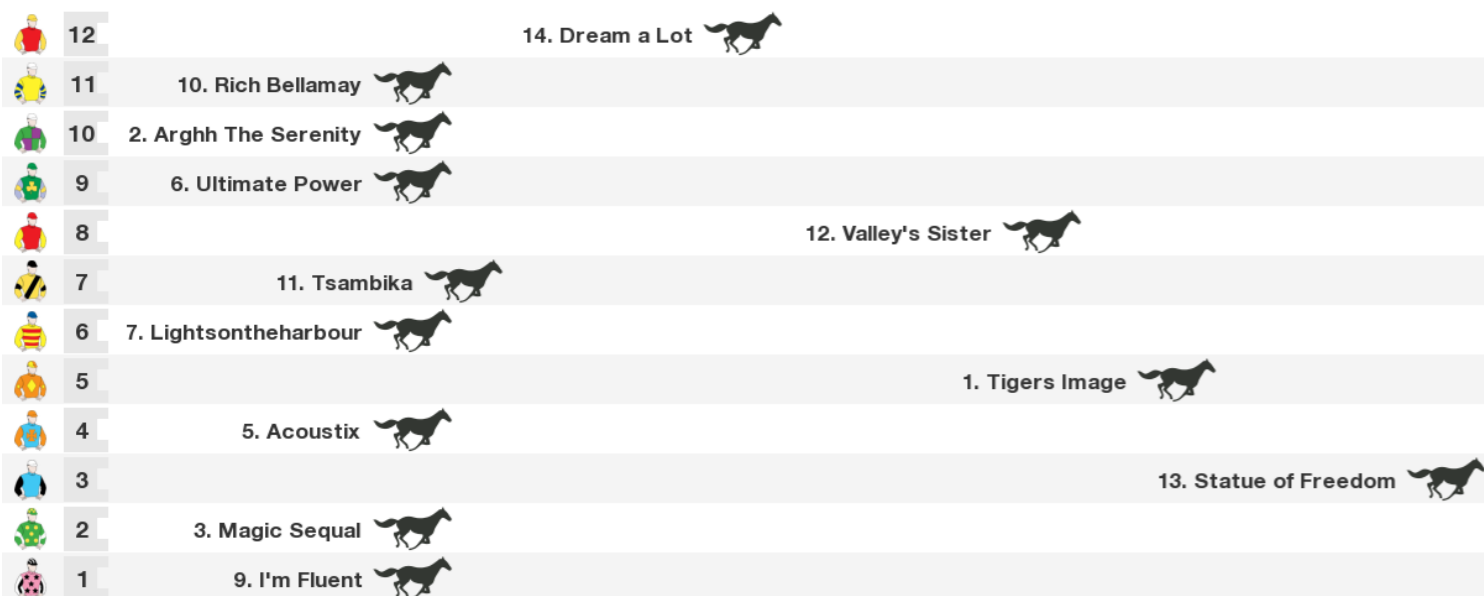 12 14. Dream a Lot
11 10. Rich Bellamay
10 2. Arghh The Serenity
9 6. Ultimate Power
8 12. Valley's Sister
7 11. Tsambika
6 7. Lightsontheharbour
5 1. Tigers Image
4 5. Acoustix
3 13. Statue of Freedom
2 3. Magic Sequal
1 9. I'm Fluent